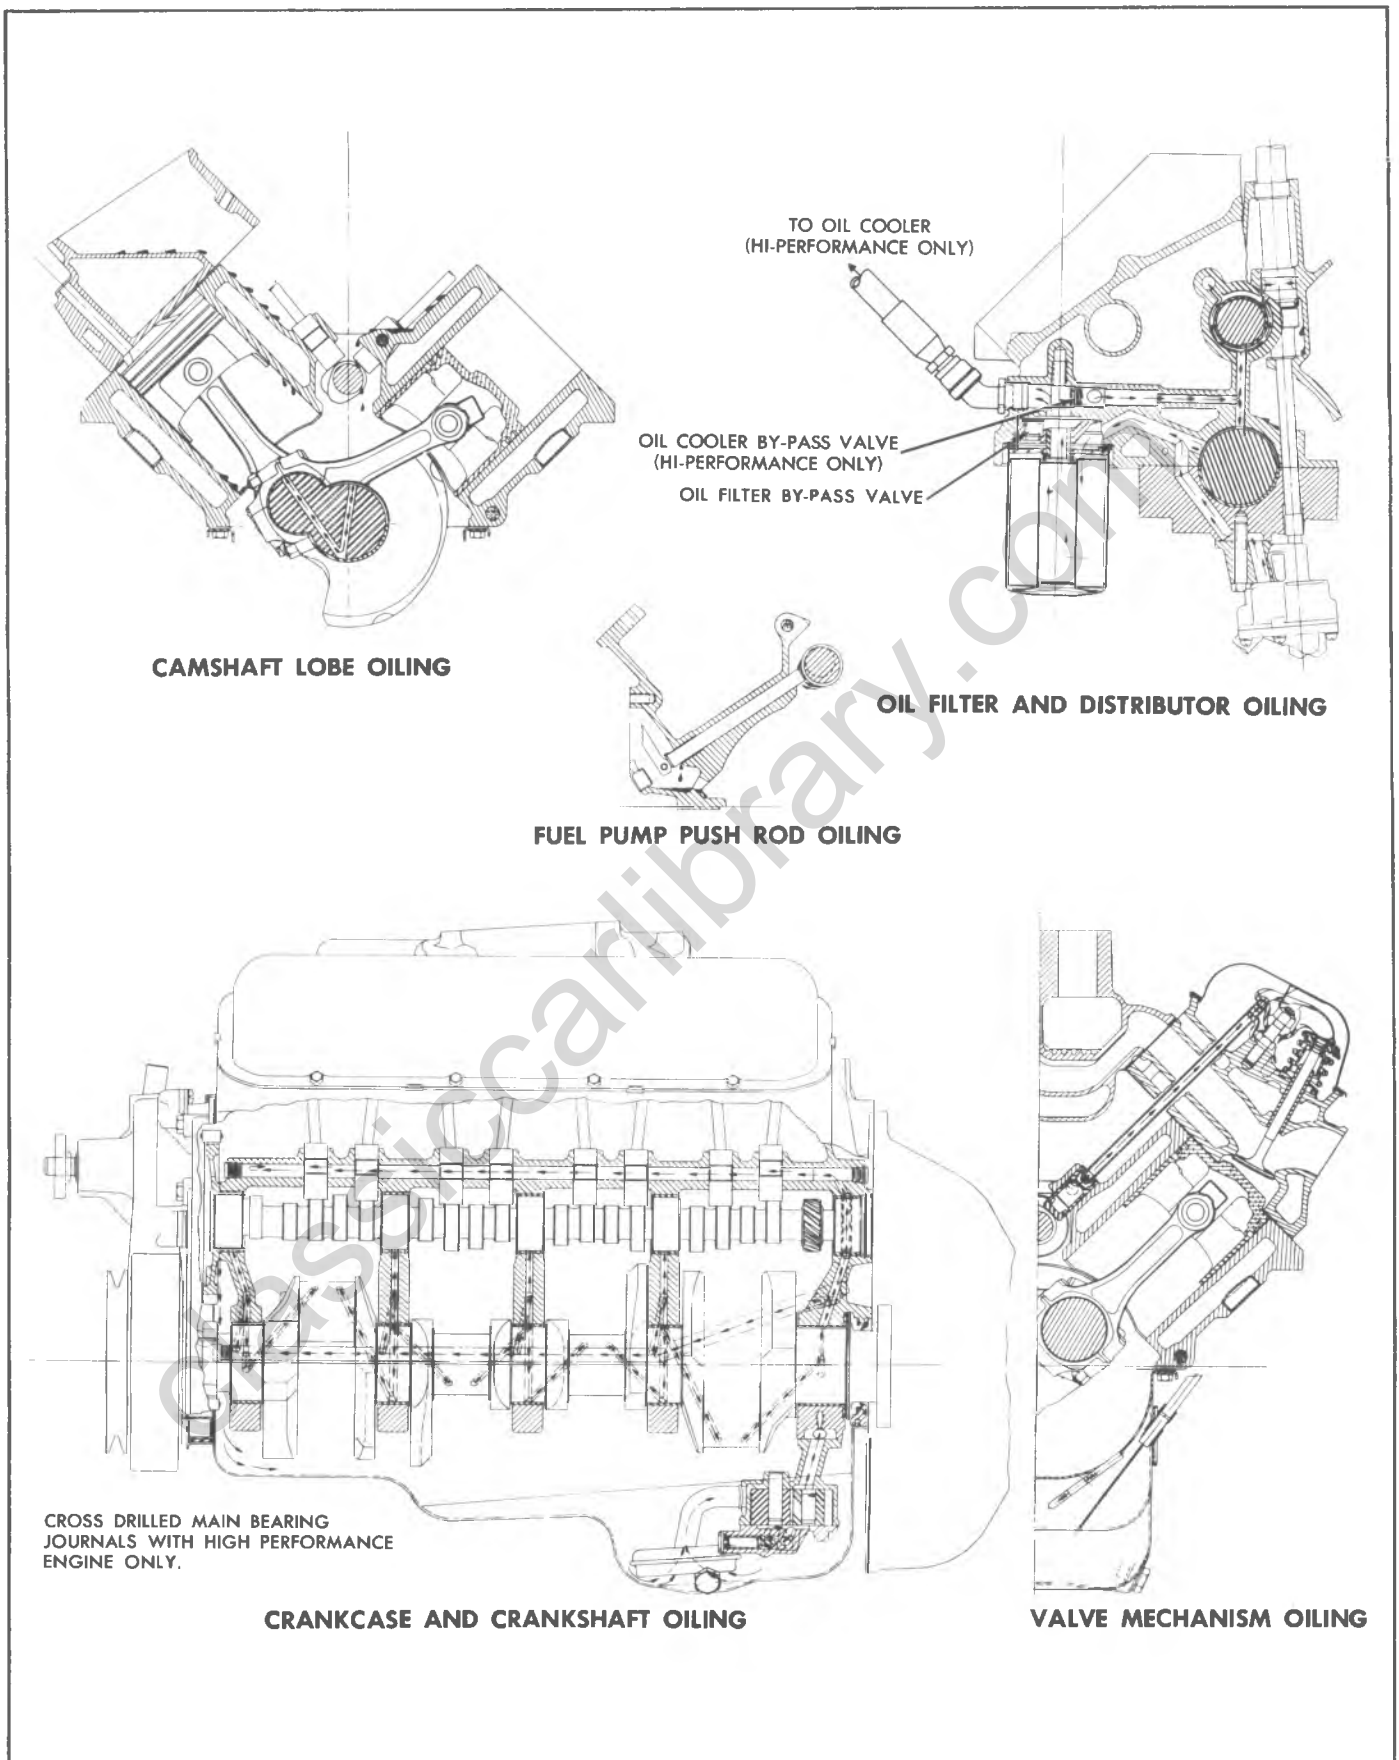 TO OIL COOLER
(HI-PERFORMANCE ONLY)
OIL COOLER BY-PASS VALVE
(HI-PERFORMANCE ONLY)
OIL FILTER BY-PASS VALVE
CAMSHAFT LOBE OILING
OIL FILTER AND DISTRIBUTOR OILING
FUEL PUMP PUSH ROD OILING
CROSS DRILLED MAIN BEARING
JOURNALS WITH HIGH PERFORMANCE
ENGINE ONLY.
CRANKCASE AND CRANKSHAFT OILING
VALVE MECHANISM OILING
classiccarlibrary.com